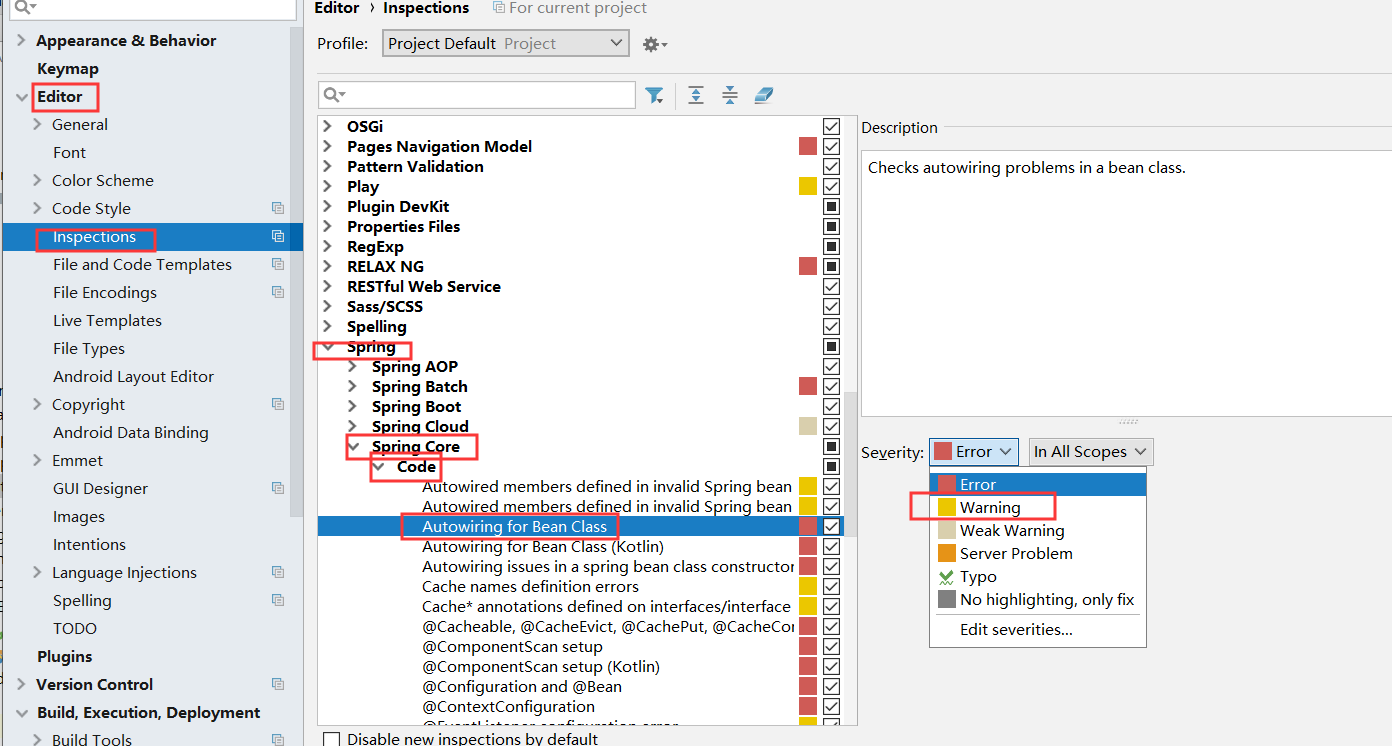 Appearance & Behavior
Keymap
Editor
General
Font
Color Scheme
Code Style
Inspections
File and Code Templates
File Encodings
Live Templates
File Types
Android Layout Editor
Copyright
Android Data Binding
Emmet
GUI Designer
Images
Intentions
Language Injections
Spelling
TODO
Plugins
Version Control
Build, Execution, Deployment
Build Tools
Editor › Inspections For current project
Profile: Project Default Project
OSGi
Pages Navigation Model
Pattern Validation
Play
Plugin DevKit
Properties Files
RegExp
RELAX NG
RESTful Web Service
Sass/SCSS
Spelling
Spring
Spring AOP
Spring Batch
Spring Boot
Spring Cloud
Spring Core
Code
Autowired members defined in invalid Spring bean
Autowired members defined in invalid Spring bean
Autowiring for Bean Class
Autowiring for Bean Class (Kotlin)
Autowiring issues in a spring bean class constructor
Cache names definition errors
Cache* annotations defined on interfaces/interface
@Cacheable, @CacheEvict, @CachePut, @CacheCon
@ComponentScan setup
@ComponentScan setup (Kotlin)
@Configuration and @Bean
@ContextConfiguration
@EventListener configuration error
Disable new inspections by default
Description
Checks autowiring problems in a bean class.
Severity: Error In All Scopes
Error
Warning
Weak Warning
Server Problem
Typo
No highlighting, only fix
Edit severities...